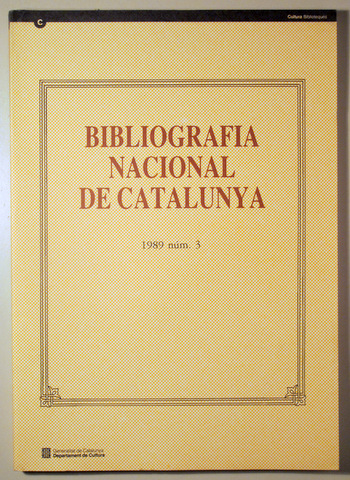 C
Cultura Biblioteques
BIBLIOGRAFIA
NACIONAL
DE CATALUNYA
1989 núm. 3
Generalitat de Catalunya
Departament de Cultura